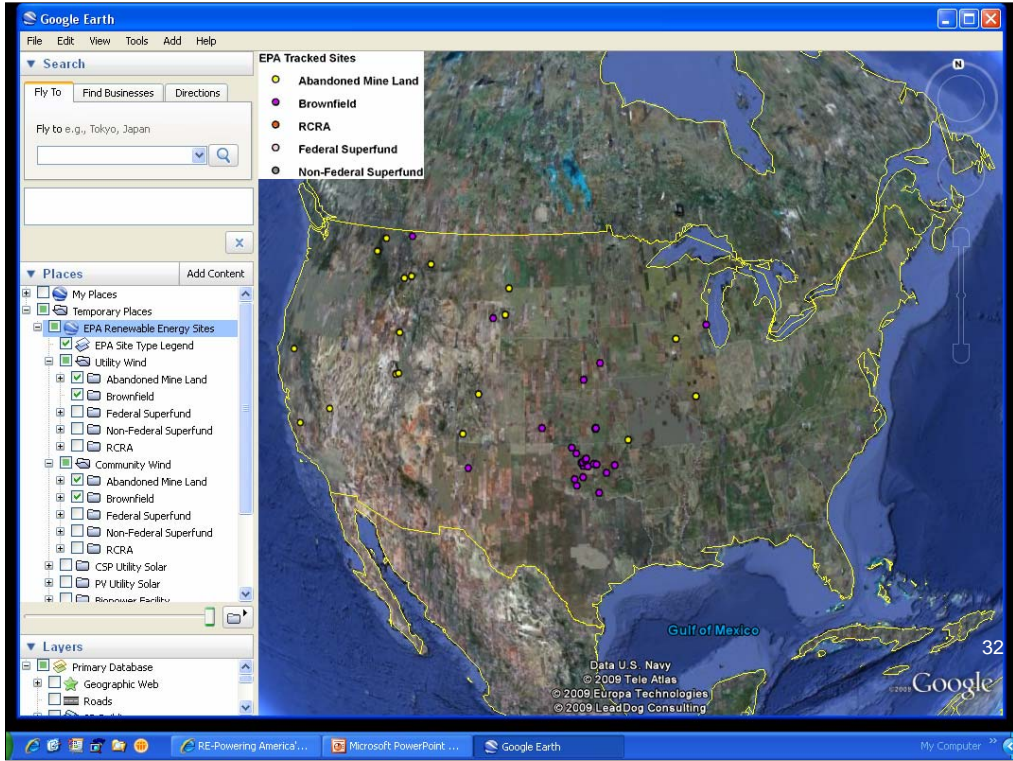 Google Earth
File Edit View Tools Add Help
Search
Fly To Find Businesses Directions
Fly to e.g., Tokyo, Japan
Places Add Content
My Places
Temporary Places
EPA Renewable Energy Sites
EPA Site Type Legend
Utility Wind
Abandoned Mine Land
Brownfield
Federal Superfund
Non-Federal Superfund
RCRA
Community Wind
Abandoned Mine Land
Brownfield
Federal Superfund
Non-Federal Superfund
RCRA
CSP Utility Solar
PV Utility Solar
Biopower Facility
Layers
Primary Database
Geographic Web
Roads
EPA Tracked Sites
Abandoned Mine Land
Brownfield
RCRA
Federal Superfund
Non-Federal Superfund
N
Gulf of Mexico
32
Data U.S. Navy
© 2009 Tele Atlas
© 2009 Europa Technologies
© 2009 LeadDog Consulting
©2009 Google
RE-Powering America'... Microsoft PowerPoint ... Google Earth My Computer »